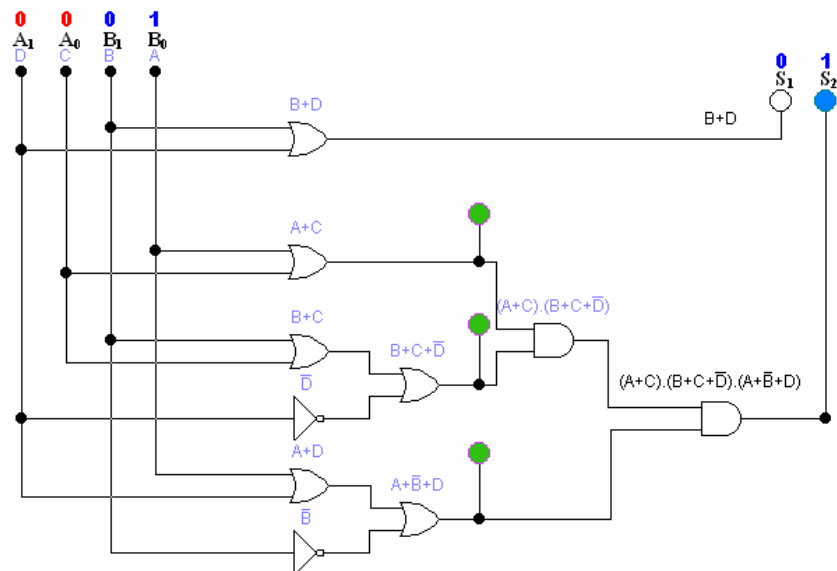 0 0 0 1
A₁ A₀ B₁ B₀
D C B A
0 1
S₁ S₂
B+D
B+D
A+C
(A+C).(B+C+D̅)
B+C
B+C+D̅
D̅
(A+C).(B+C+D̅).(A+B̅+D)
A+D
A+B̅+D
B̅